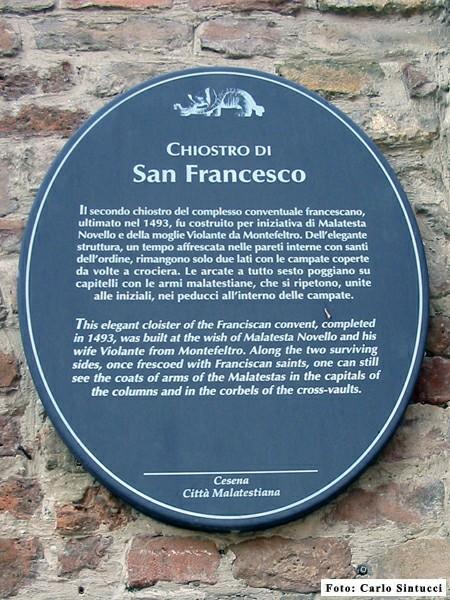 CHIOSTRO DI
San Francesco
Il secondo chiostro del complesso conventuale francescano,
ultimato nel 1493, fu costruito per iniziativa di Malatesta
Novello e della moglie Violante da Montefeltro. Dell'elegante
struttura, un tempo affrescata nelle pareti interne con santi
dell'ordine, rimangono solo due lati con le campate coperte
da volte a crociera. Le arcate a tutto sesto poggiano su
capitelli con le armi malatestiane, che si ripetono, unite
alle iniziali, nei peducci all'interno delle campate.
This elegant cloister of the Franciscan convent, completed
in 1493, was built at the wish of Malatesta Novello and his
wife Violante from Montefeltro. Along the two surviving
sides, once frescoed with Franciscan saints, one can still
see the coats of arms of the Malatestas in the capitals of
the columns and in the corbels of the cross-vaults.
Cesena
Città Malatestiana
Foto: Carlo Sintucci